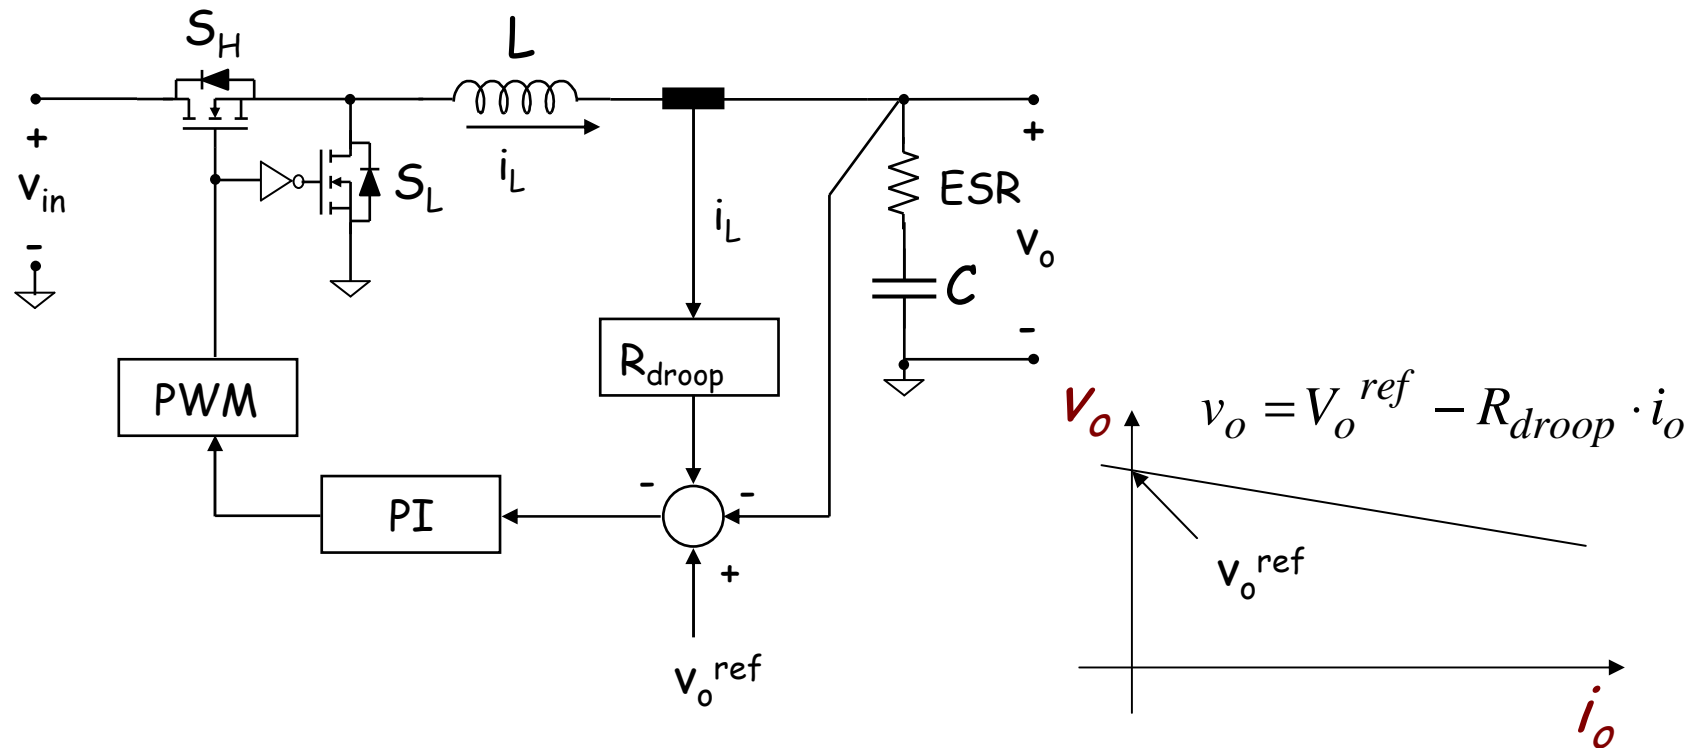 S_H
L
+
v_in
-
i_L
S_L
i_L
ESR
+
v_o
-
C
R_droop
PWM
PI
-
-
+
v_o^ref
v_o
v_o = V_o^ref − R_droop · i_o
v_o^ref
i_o